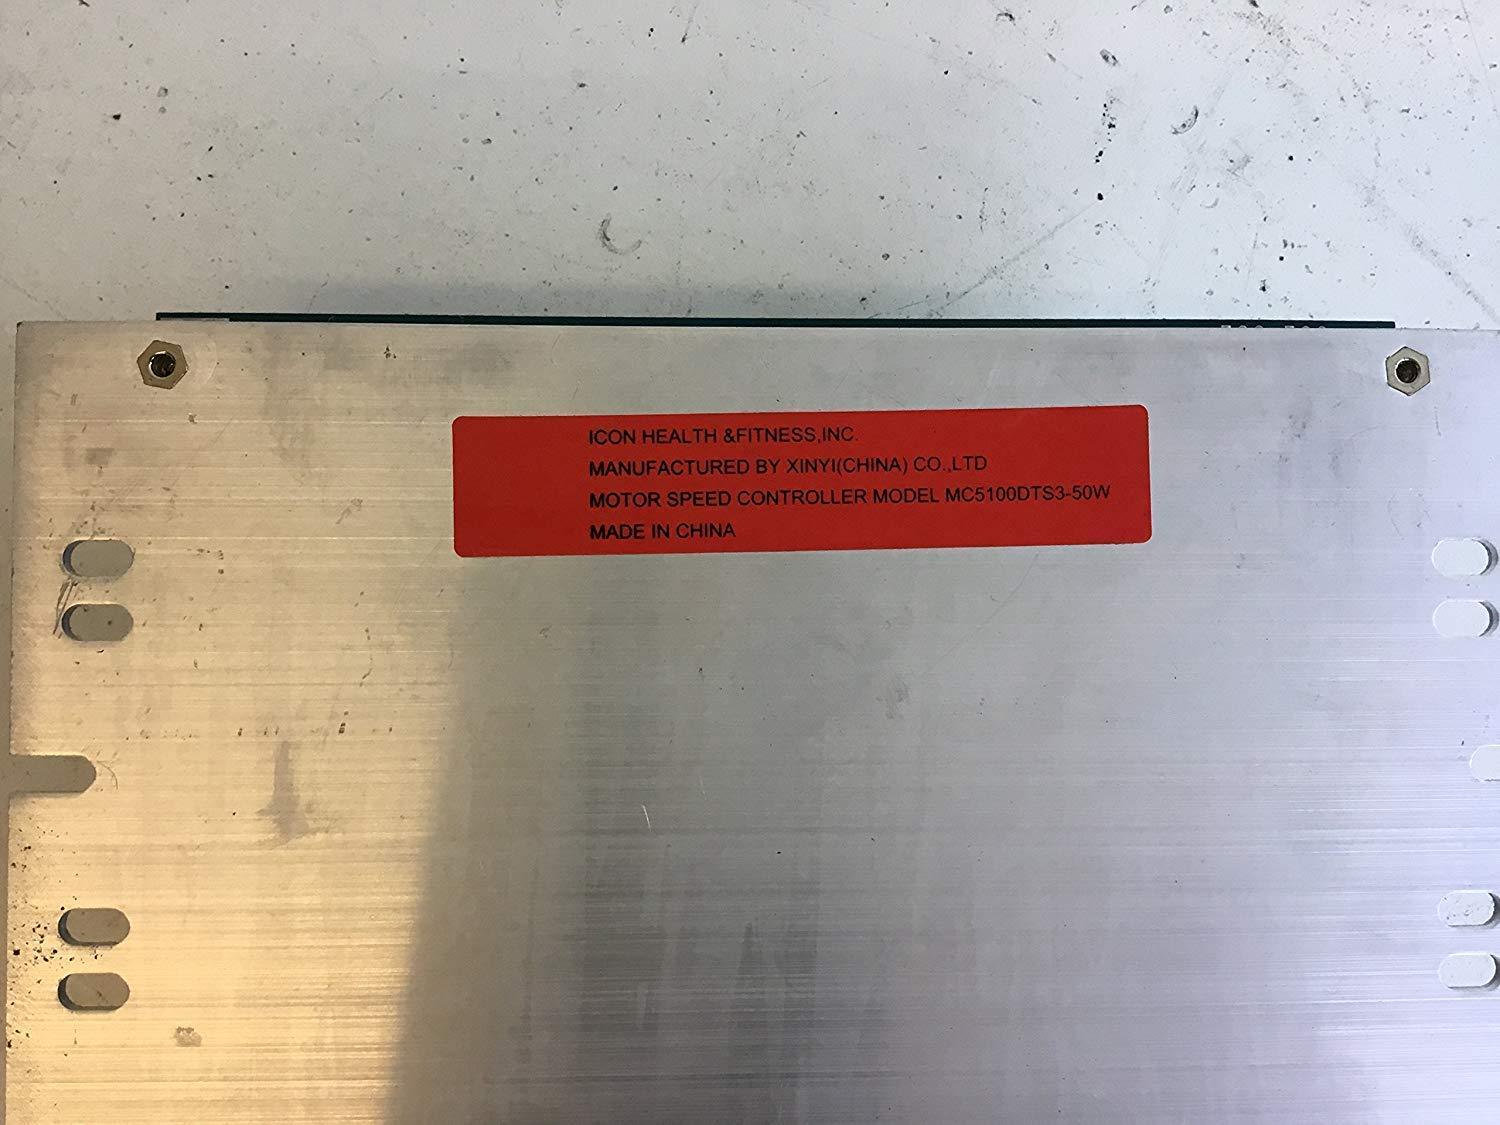 ICON HEALTH &FITNESS,INC.
MANUFACTURED BY XINYI(CHINA) CO.,LTD
MOTOR SPEED CONTROLLER MODEL MC5100DTS3-50W
MADE IN CHINA